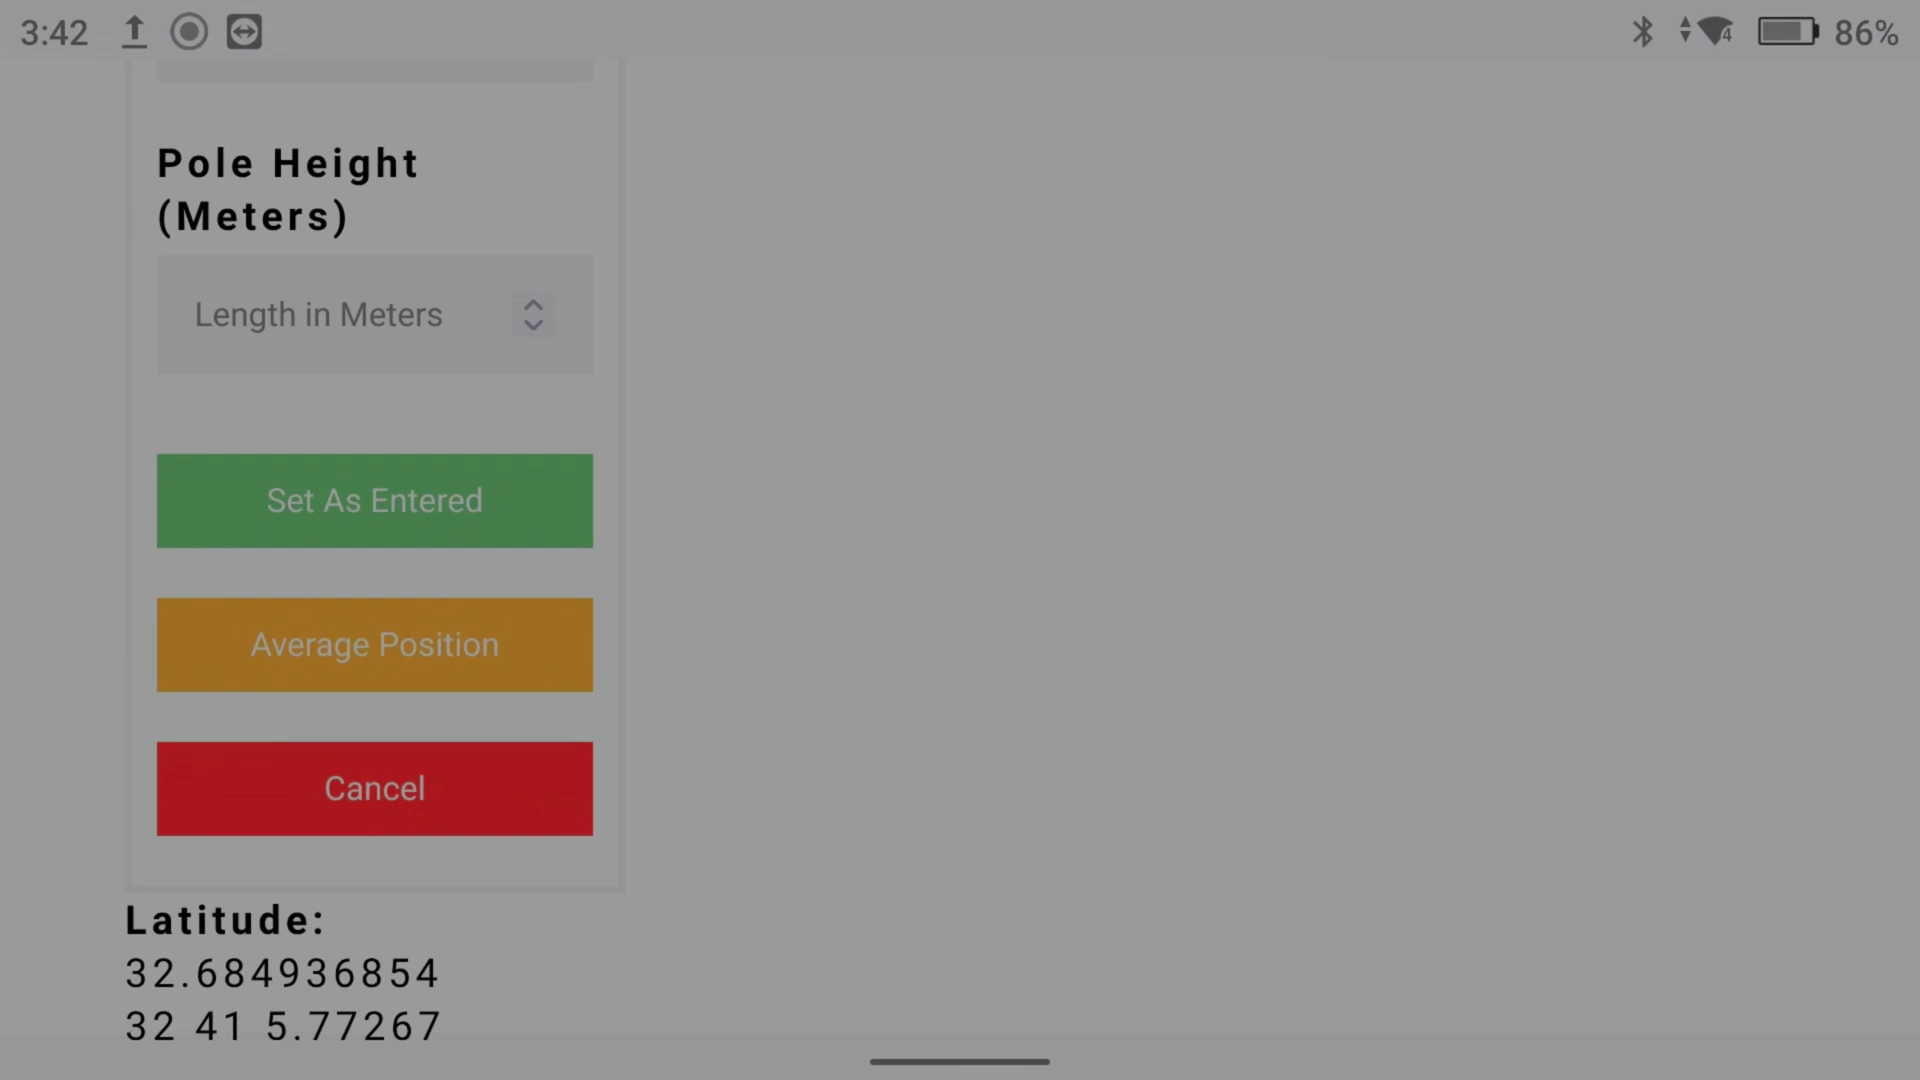 3:42
4
86%
Pole Height
(Meters)
Length in Meters
Set As Entered
Average Position
Cancel
Latitude:
32.684936854
32 41 5.77267